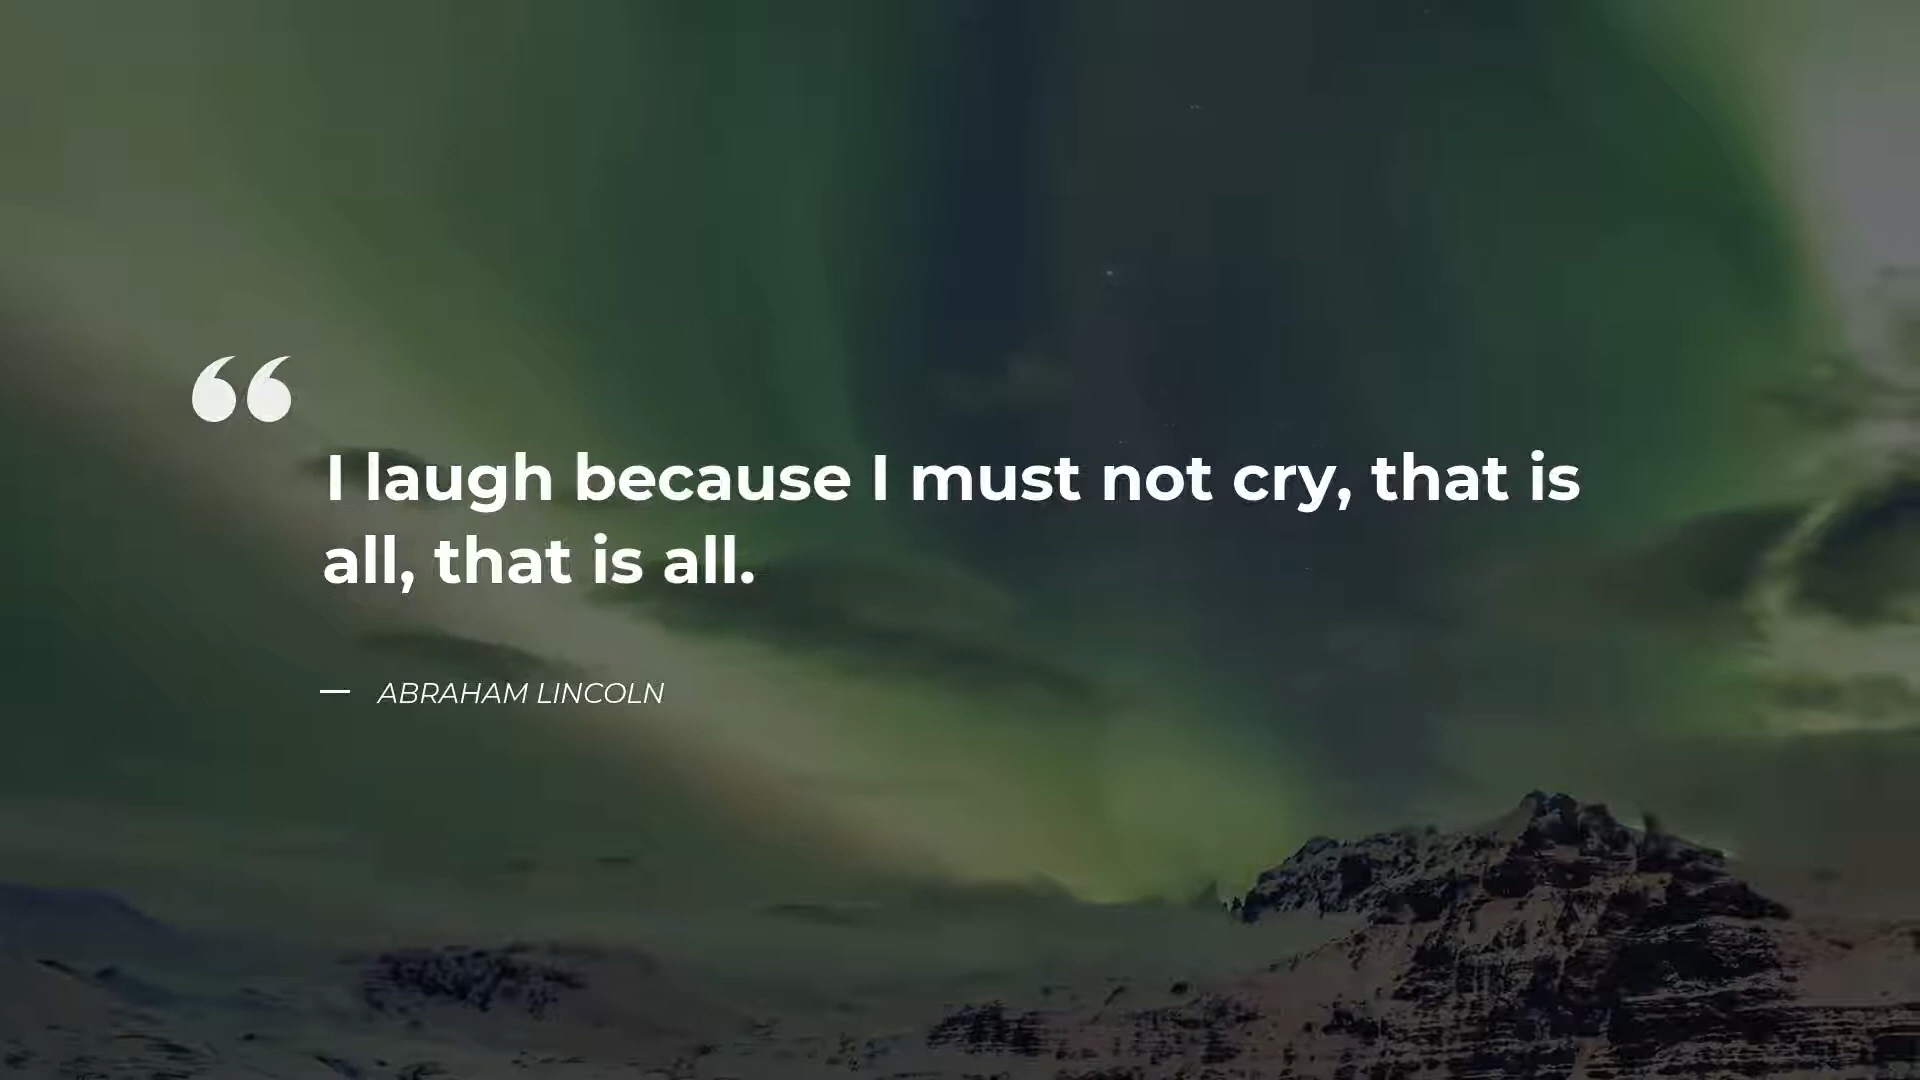 “
I laugh because I must not cry, that is
all, that is all.
— ABRAHAM LINCOLN